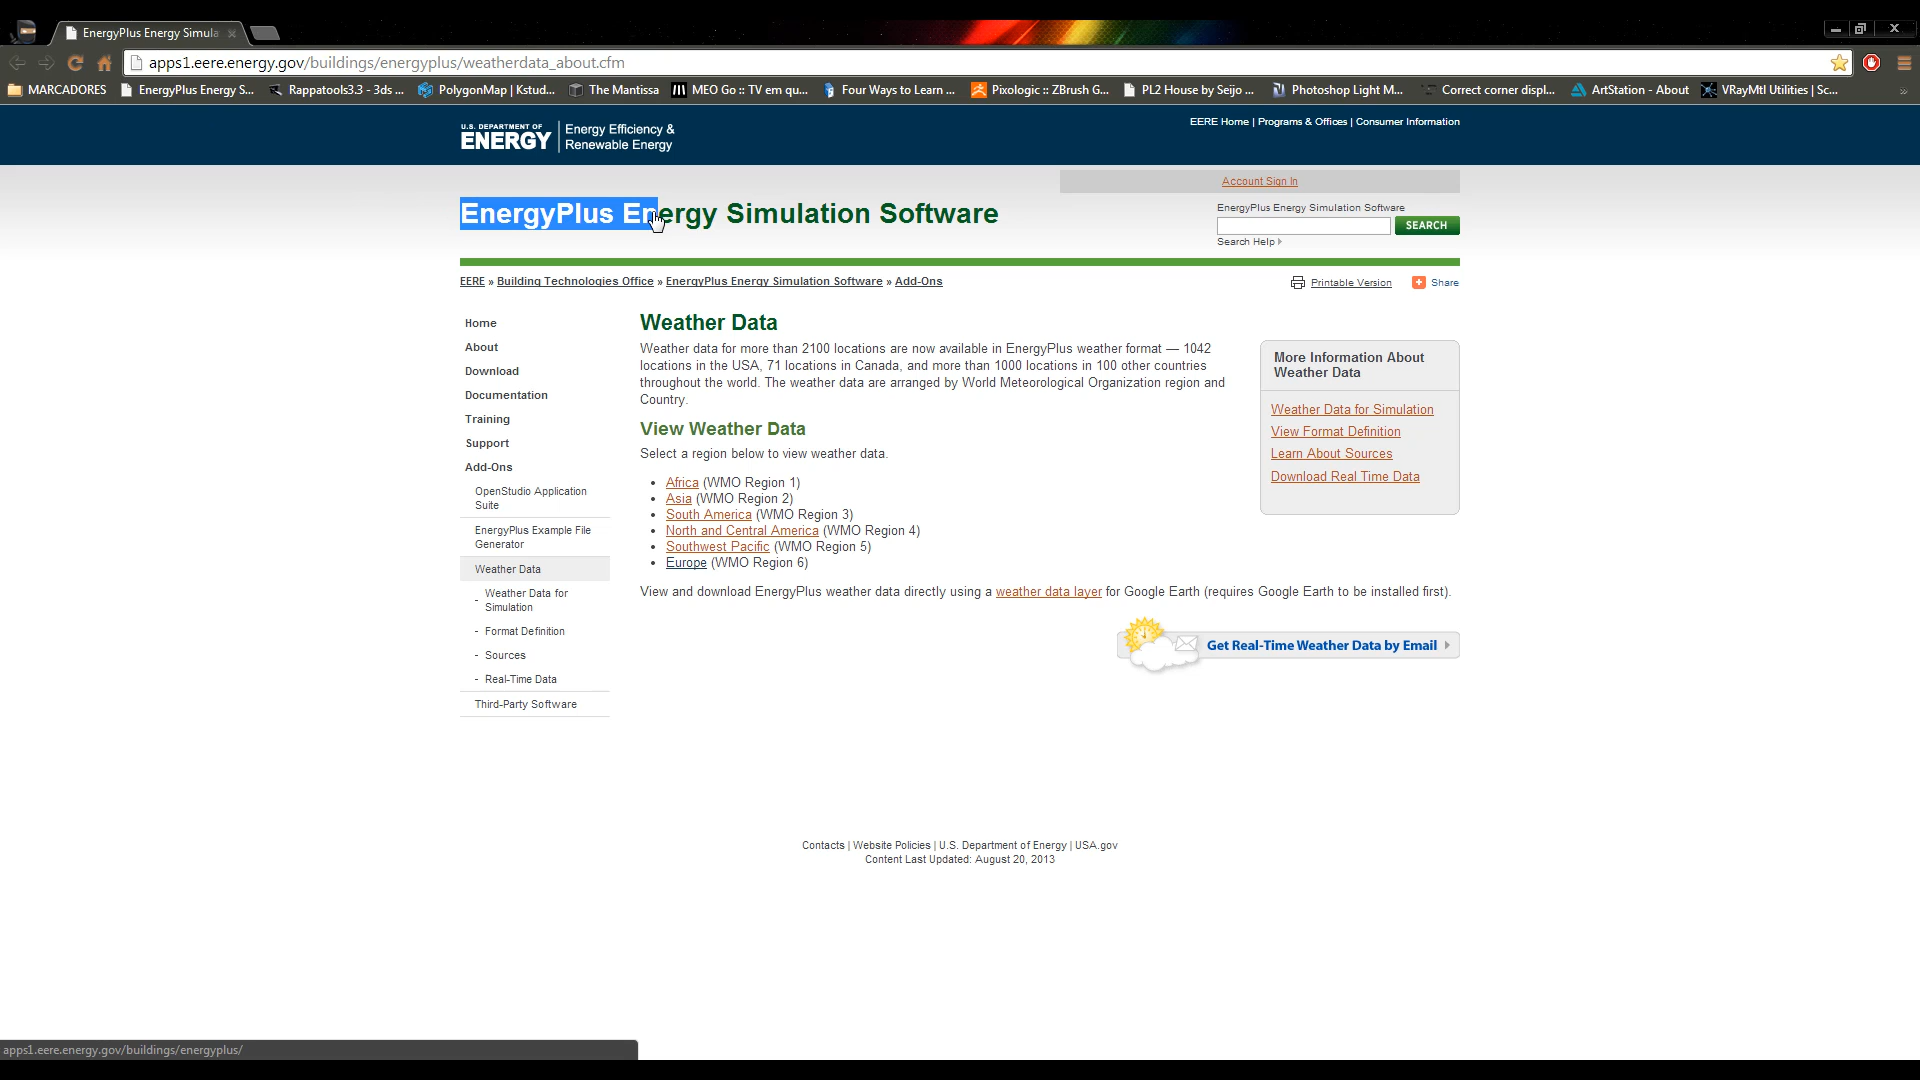 EnergyPlus Energy Simula
apps1.eere.energy.gov/buildings/energyplus/weatherdata_about.cfm
MARCADORES EnergyPlus Energy S... Rappatools3.3 - 3ds ... PolygonMap | Kstud... The Mantissa MEO Go :: TV em qu... Four Ways to Learn ... Pixologic :: ZBrush G... PL2 House by Seijo ... Photoshop Light M... Correct corner displ... ArtStation - About VRayMtl Utilities | Sc... »
U.S. DEPARTMENT OF
ENERGY
Energy Efficiency &
Renewable Energy
EERE Home | Programs & Offices | Consumer Information
Account Sign In
EnergyPlus Energy Simulation Software
EnergyPlus Energy Simulation Software
SEARCH
Search Help
EERE » Building Technologies Office » EnergyPlus Energy Simulation Software » Add-Ons
Printable Version Share
Home
About
Download
Documentation
Training
Support
Add-Ons
OpenStudio Application
Suite
EnergyPlus Example File
Generator
Weather Data
- Weather Data for
Simulation
- Format Definition
- Sources
- Real-Time Data
Third-Party Software
Weather Data
Weather data for more than 2100 locations are now available in EnergyPlus weather format — 1042
locations in the USA, 71 locations in Canada, and more than 1000 locations in 100 other countries
throughout the world. The weather data are arranged by World Meteorological Organization region and
Country.
View Weather Data
Select a region below to view weather data.
• Africa (WMO Region 1)
• Asia (WMO Region 2)
• South America (WMO Region 3)
• North and Central America (WMO Region 4)
• Southwest Pacific (WMO Region 5)
• Europe (WMO Region 6)
View and download EnergyPlus weather data directly using a weather data layer for Google Earth (requires Google Earth to be installed first).
More Information About
Weather Data
Weather Data for Simulation
View Format Definition
Learn About Sources
Download Real Time Data
Get Real-Time Weather Data by Email
Contacts | Website Policies | U.S. Department of Energy | USA.gov
Content Last Updated: August 20, 2013
apps1.eere.energy.gov/buildings/energyplus/